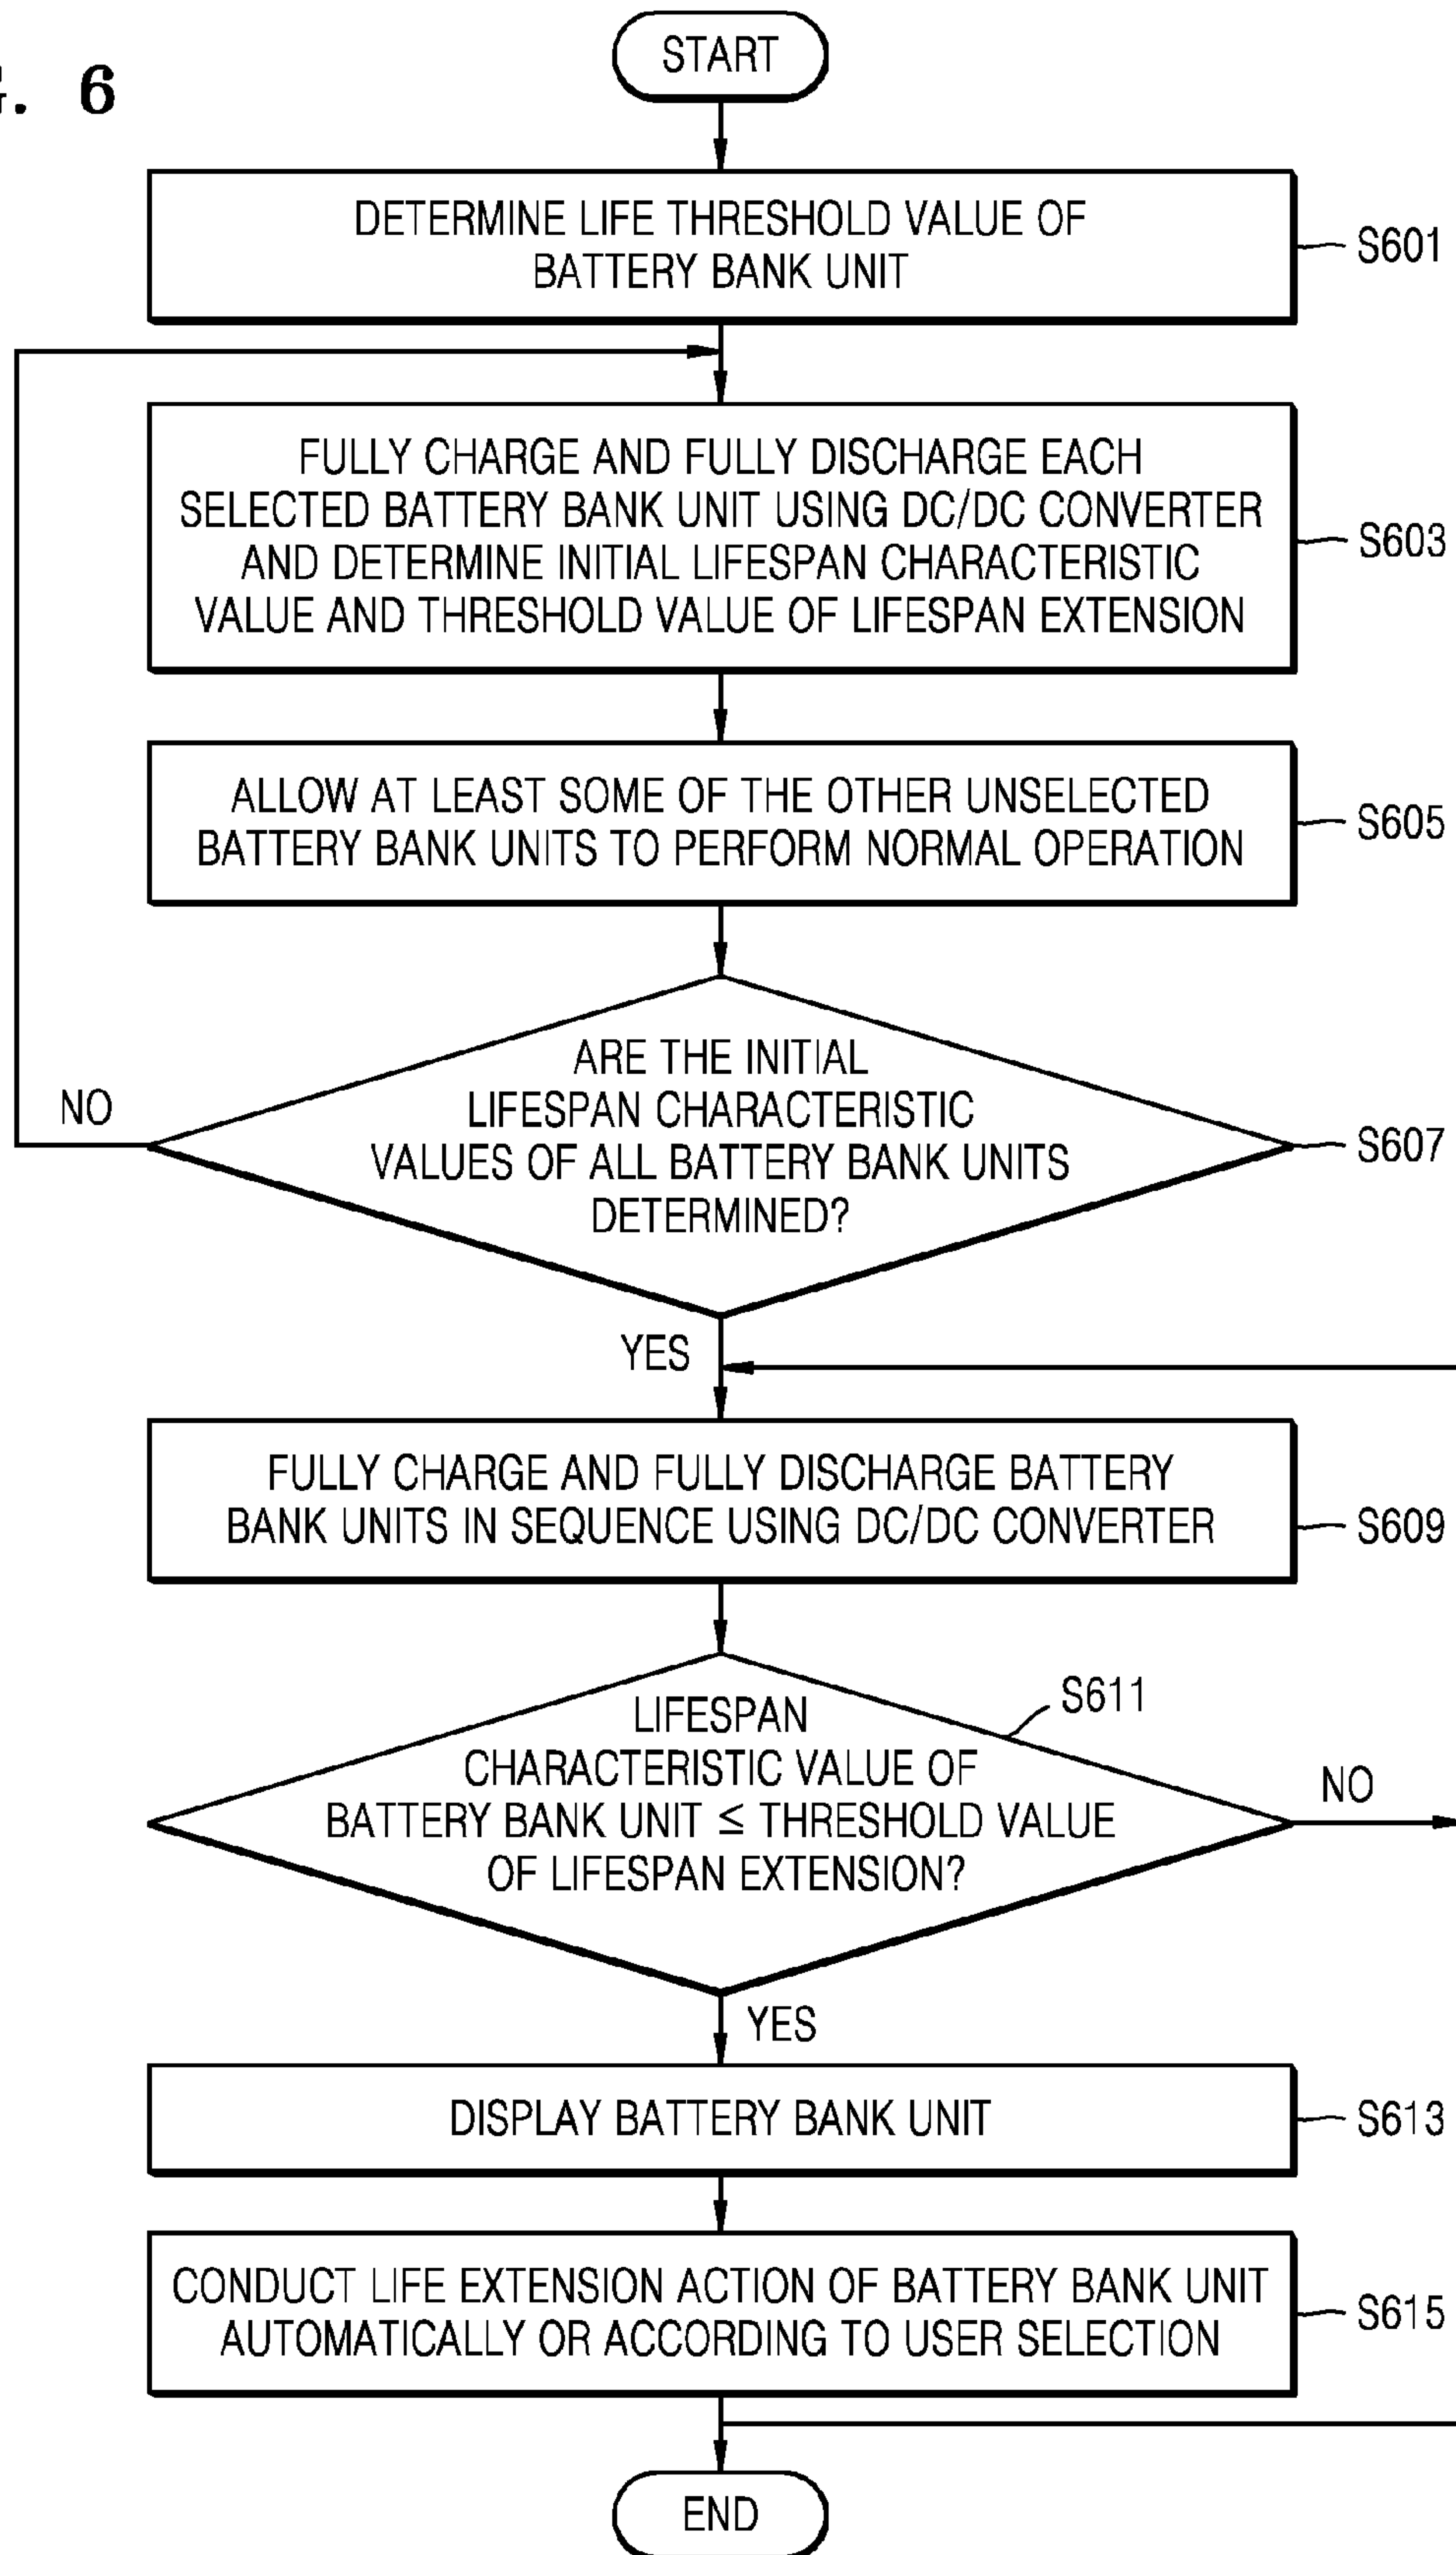 6
START
DETERMINE LIFE THRESHOLD VALUE OF
BATTERY BANK UNIT
S601
FULLY CHARGE AND FULLY DISCHARGE EACH
SELECTED BATTERY BANK UNIT USING DC/DC CONVERTER
AND DETERMINE INITIAL LIFESPAN CHARACTERISTIC
VALUE AND THRESHOLD VALUE OF LIFESPAN EXTENSION
S603
ALLOW AT LEAST SOME OF THE OTHER UNSELECTED
BATTERY BANK UNITS TO PERFORM NORMAL OPERATION
S605
ARE THE INITIAL
LIFESPAN CHARACTERISTIC
VALUES OF ALL BATTERY BANK UNITS
DETERMINED?
NO
S607
YES
FULLY CHARGE AND FULLY DISCHARGE BATTERY
BANK UNITS IN SEQUENCE USING DC/DC CONVERTER
S609
LIFESPAN
CHARACTERISTIC VALUE OF
BATTERY BANK UNIT ≤ THRESHOLD VALUE
OF LIFESPAN EXTENSION?
S611
NO
YES
DISPLAY BATTERY BANK UNIT
S613
CONDUCT LIFE EXTENSION ACTION OF BATTERY BANK UNIT
AUTOMATICALLY OR ACCORDING TO USER SELECTION
S615
END